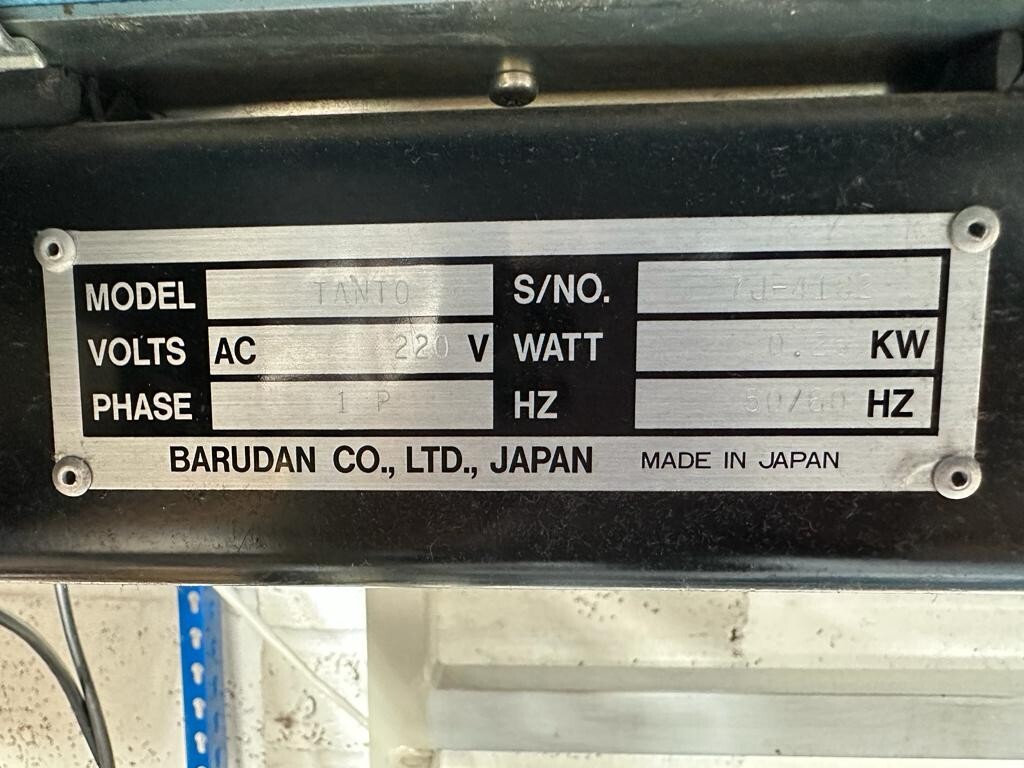 MODEL TANTO S/NO.
VOLTS AC 220 V WATT KW
PHASE 1 P HZ 50/60 HZ
BARUDAN CO., LTD., JAPAN MADE IN JAPAN